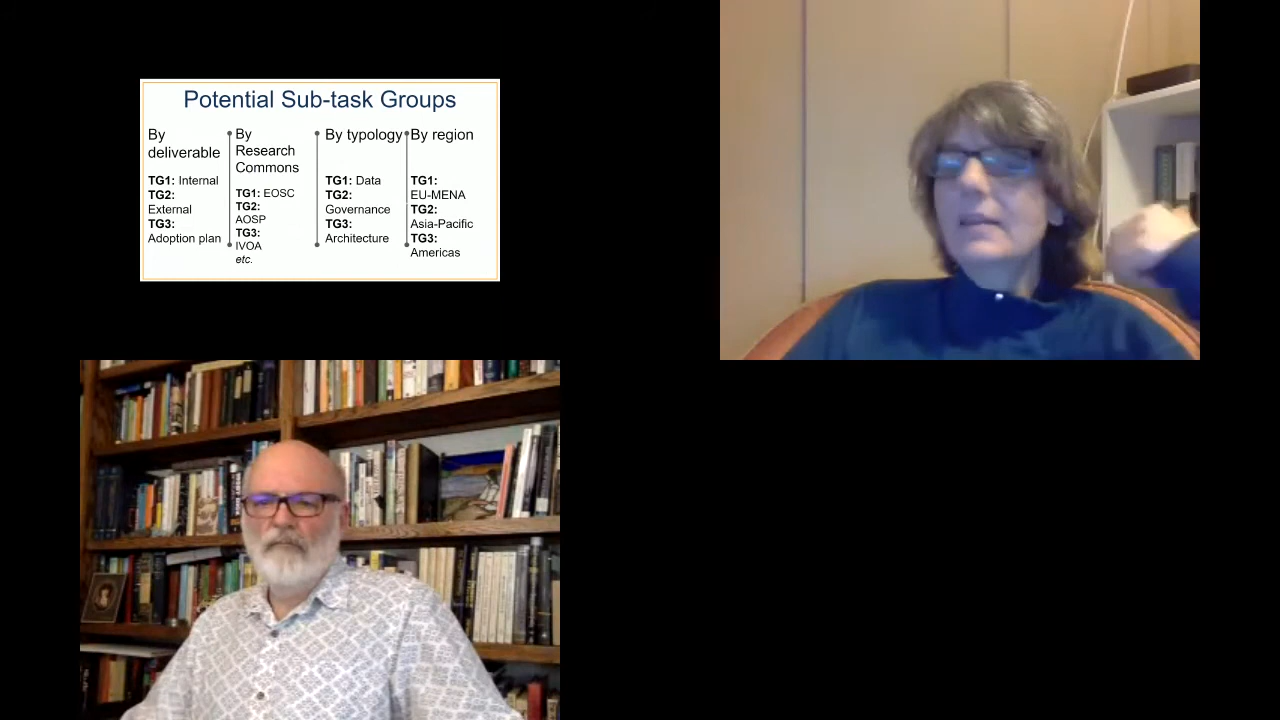 Potential Sub-task Groups
By
deliverable
TG1: Internal
TG2:
External
TG3:
Adoption plan
By
Research
Commons
TG1: EOSC
TG2:
AOSP
TG3:
IVOA
etc.
By typology
TG1: Data
TG2:
Governance
TG3:
Architecture
By region
TG1:
EU-MENA
TG2:
Asia-Pacific
TG3:
Americas